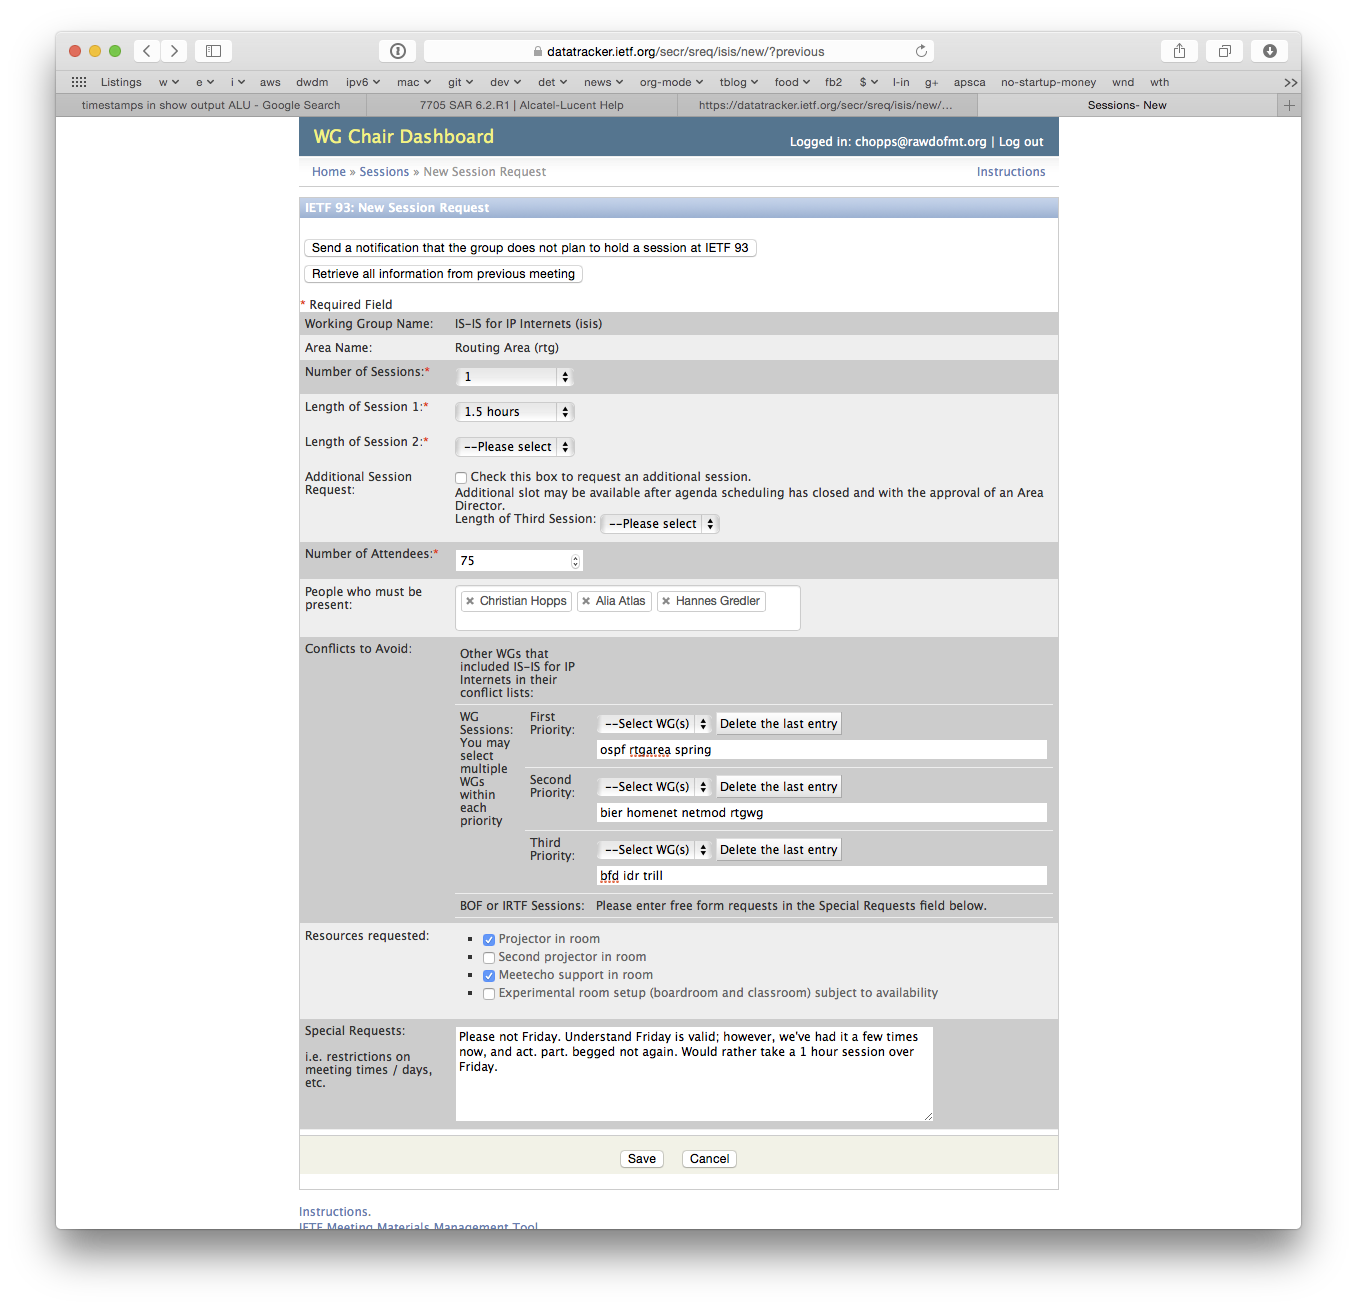 datatracker.ietf.org/secr/sreq/isis/new/?previous
Listings w e i aws dwdm ipv6 mac git dev det news org-mode tblog food fb2 $ l-in g+ apsca no-startup-money wnd wth >>
timestamps in show output ALU - Google Search 7705 SAR 6.2.R1 | Alcatel-Lucent Help https://datatracker.ietf.org/secr/sreq/isis/new/... Sessions- New +
WG Chair Dashboard
Logged in: chopps@rawdofmt.org | Log out
Home » Sessions » New Session Request Instructions
IETF 93: New Session Request
Send a notification that the group does not plan to hold a session at IETF 93
Retrieve all information from previous meeting
* Required Field
Working Group Name: IS-IS for IP Internets (isis)
Area Name: Routing Area (rtg)
Number of Sessions:* 1
Length of Session 1:* 1.5 hours
Length of Session 2:* --Please select
Additional Session Request:
Check this box to request an additional session.
Additional slot may be available after agenda scheduling has closed and with the approval of an Area
Director.
Length of Third Session: --Please select
Number of Attendees:* 75
People who must be
present:
× Christian Hopps × Alia Atlas × Hannes Gredler
Conflicts to Avoid:
Other WGs that
included IS-IS for IP
Internets in their
conflict lists:
WG
Sessions:
You may
select
multiple
WGs
within
each
priority
First
Priority:
--Select WG(s) Delete the last entry
ospf rtgarea spring
Second
Priority:
--Select WG(s) Delete the last entry
bier homenet netmod rtgwg
Third
Priority:
--Select WG(s) Delete the last entry
bfd idr trill
BOF or IRTF Sessions: Please enter free form requests in the Special Requests field below.
Resources requested:
Projector in room
Second projector in room
Meetecho support in room
Experimental room setup (boardroom and classroom) subject to availability
Special Requests:
i.e. restrictions on
meeting times / days,
etc.
Please not Friday. Understand Friday is valid; however, we've had it a few times
now, and act. part. begged not again. Would rather take a 1 hour session over
Friday.
Save Cancel
Instructions.
IETF Meeting Materials Management Tool